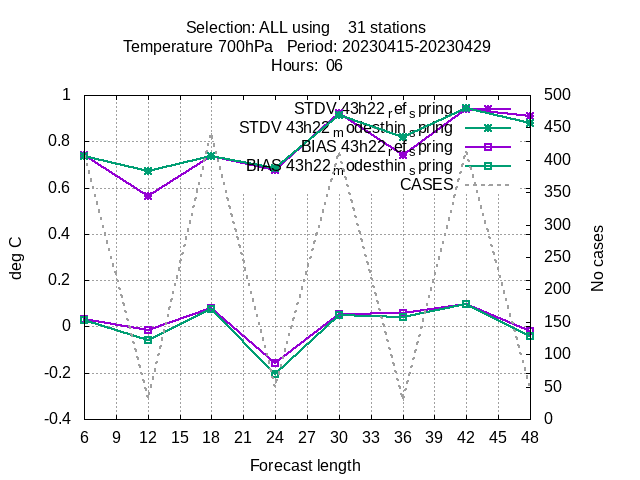 Selection: ALL using    31 stations
Temperature 700hPa   Period: 20230415-20230429
Hours:  06
STDV 43h22_ref_spring
STDV 43h22_modesthin_spring
BIAS 43h22_ref_spring
BIAS 43h22_modesthin_spring
CASES
deg C
1
0.8
0.6
0.4
0.2
0
-0.2
-0.4
500
450
400
350
300
250
200
150
100
50
0
No cases
6 9 12 15 18 21 24 27 30 33 36 39 42 45 48
Forecast length